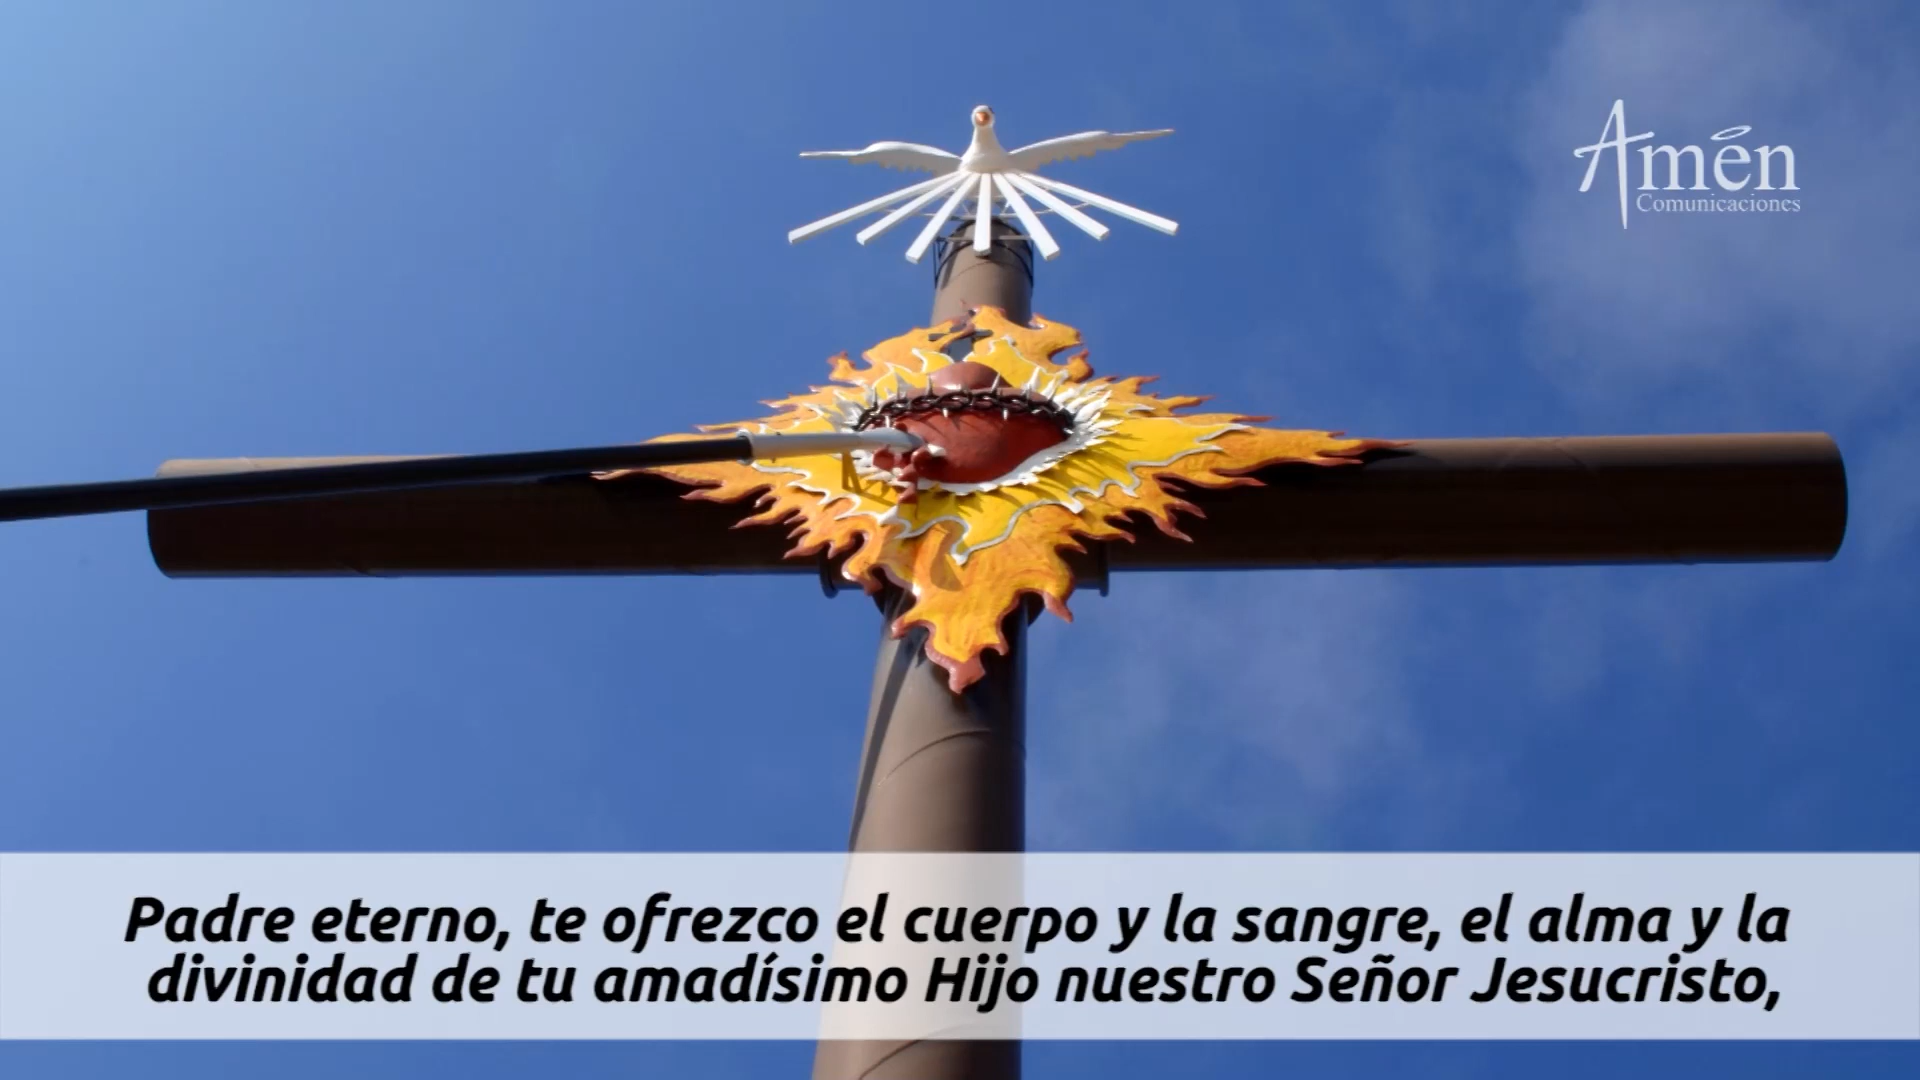 Amén
Comunicaciones
Padre eterno, te ofrezco el cuerpo y la sangre, el alma y la
divinidad de tu amadísimo Hijo nuestro Señor Jesucristo,